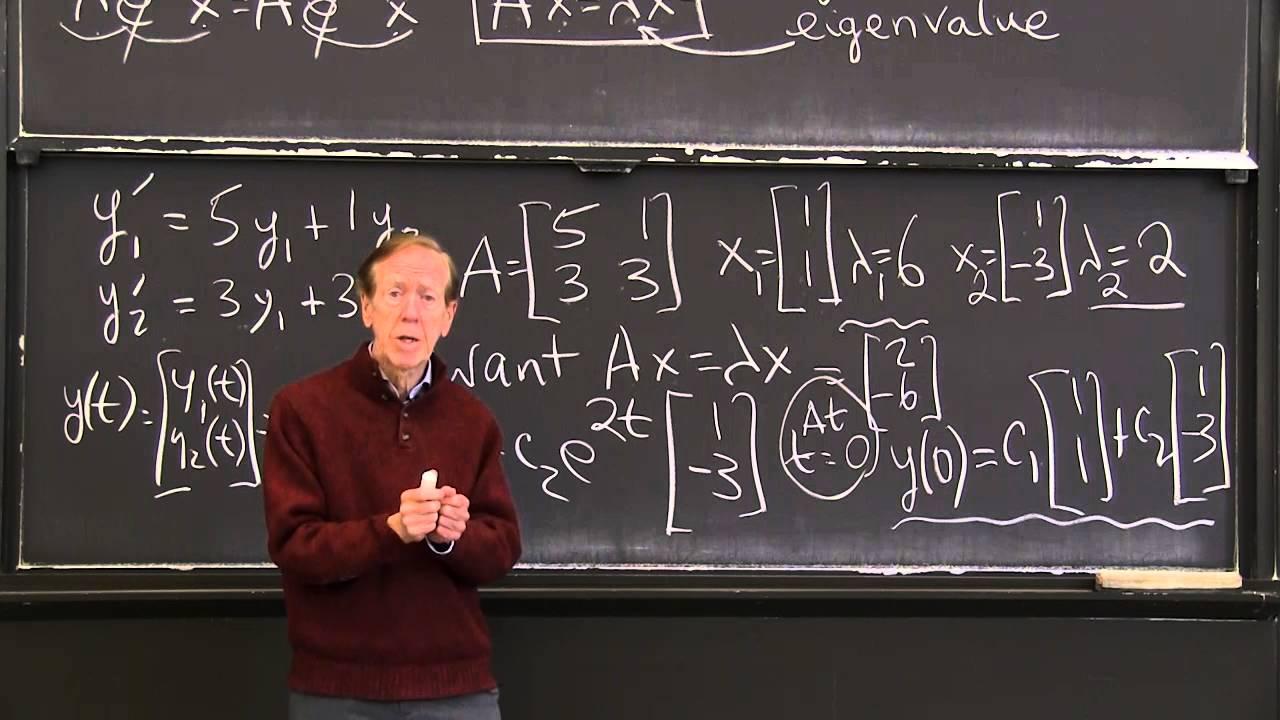 x = A x Ax = λx eigenvalue
y₁′ = 5y₁ + 1y₂
y₂′ = 3y₁ + 3
A = [5 1; 3 3] x₁ = [1; 1] λ₁ = 6 x₂ = [1; -3] λ₂ = 2
want Ax = λx = [2; -6]
y(t) = [y₁(t); y₂(t)] =
c₂e^{2t} [1; -3]
At t = 0
y(0) = c₁ [1; 1] + c₂ [1; -3]